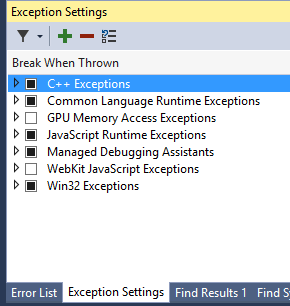 Exception Settings
Break When Thrown
C++ Exceptions
Common Language Runtime Exceptions
GPU Memory Access Exceptions
JavaScript Runtime Exceptions
Managed Debugging Assistants
WebKit JavaScript Exceptions
Win32 Exceptions
Error List Exception Settings Find Results 1 Find Sy